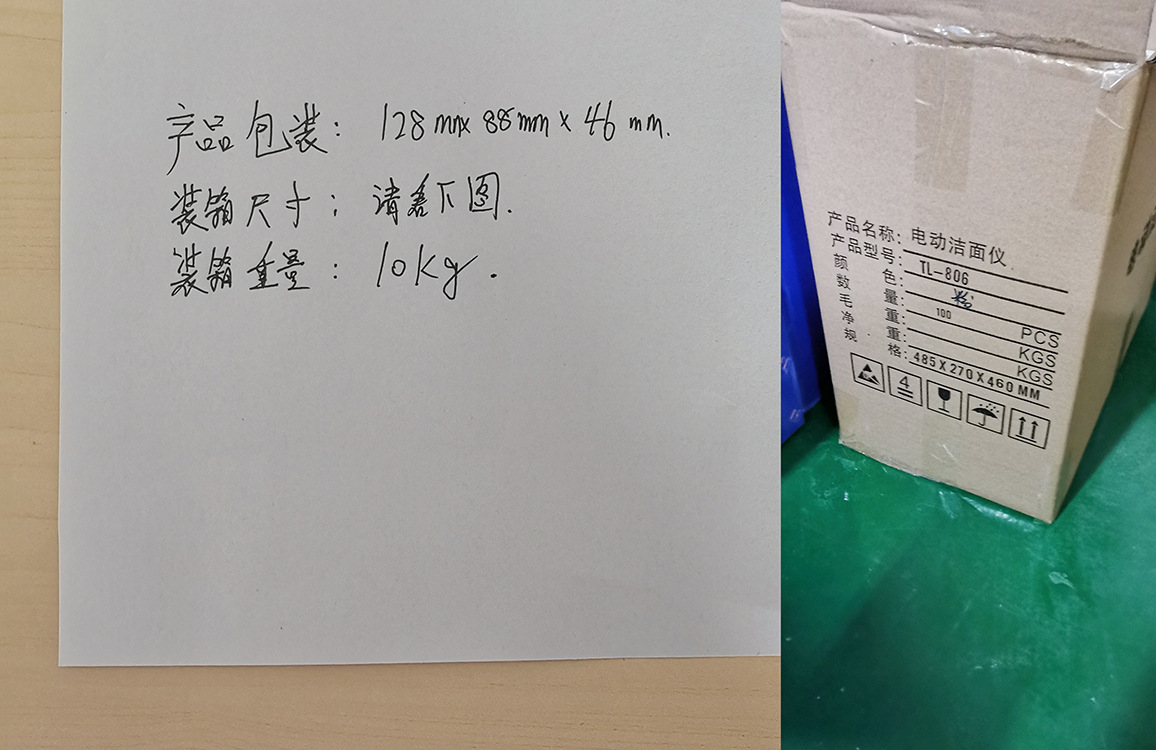 产品包装：128mm×88mm×46mm.
装箱尺寸：请看下图.
装箱重量：10Kg.
产品名称：电动洁面仪
产品型号：TL-806
颜 色：粉
数 量：100 PCS
毛 重： KGS
净 重： KGS
规 格：485X270X460MM
4